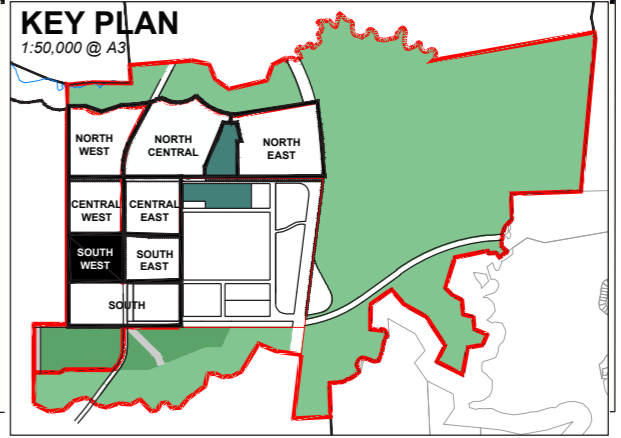 KEY PLAN
1:50,000 @ A3
NORTH
WEST
NORTH
CENTRAL
NORTH
EAST
CENTRAL
WEST
CENTRAL
EAST
SOUTH
WEST
SOUTH
EAST
SOUTH